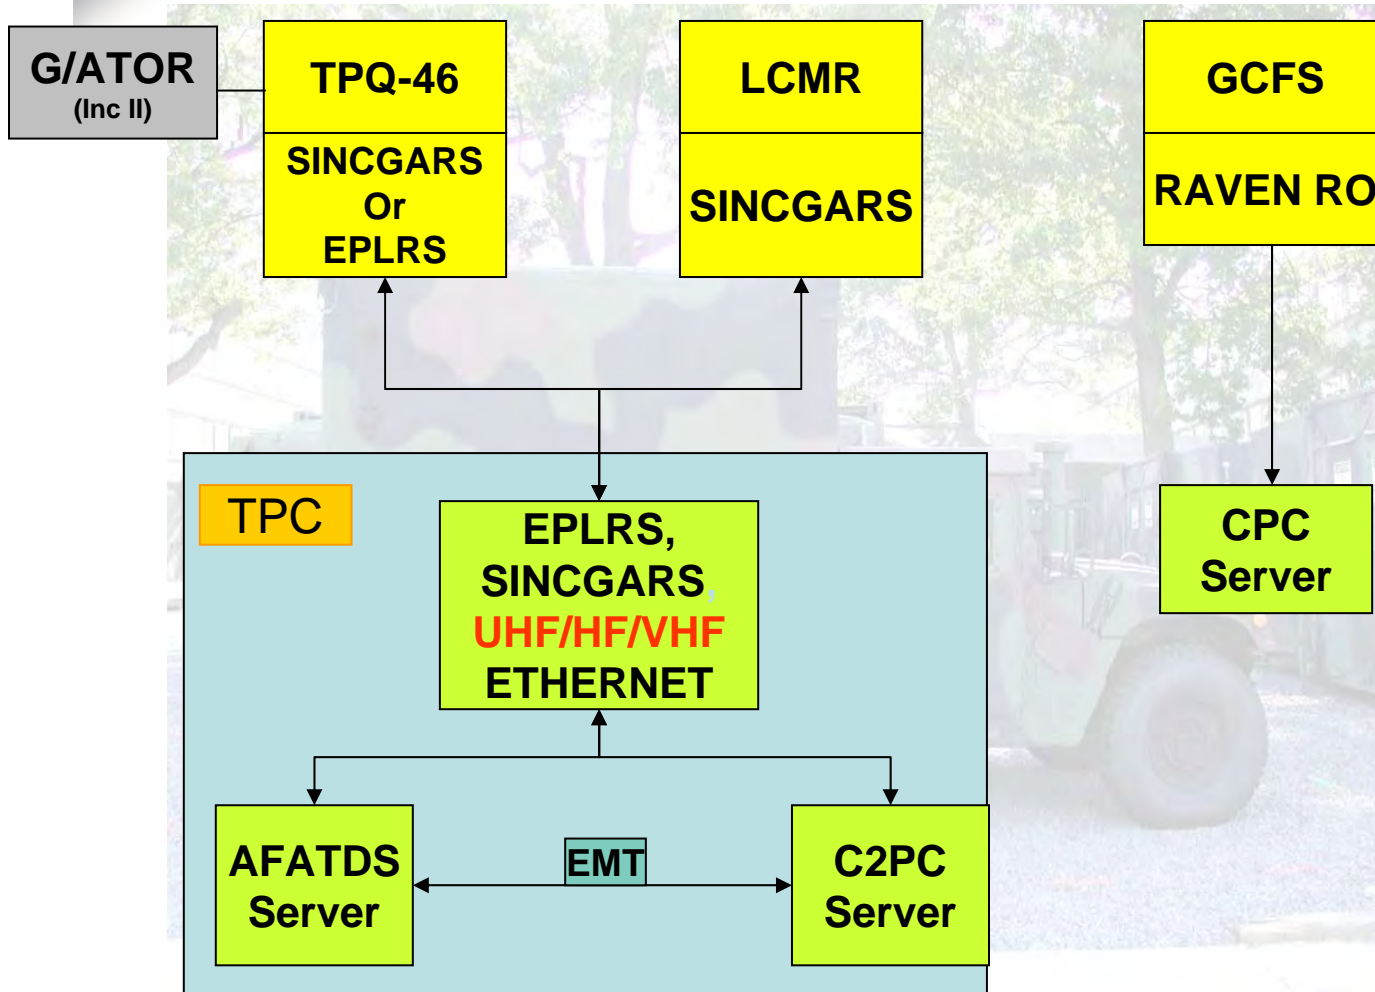 G/ATOR
(Inc II)
TPQ-46
SINCGARS
Or
EPLRS
LCMR
SINCGARS
GCFS
RAVEN RO
TPC
EPLRS,
SINCGARS,
UHF/HF/VHF
ETHERNET
CPC
Server
AFATDS
Server
EMT
C2PC
Server